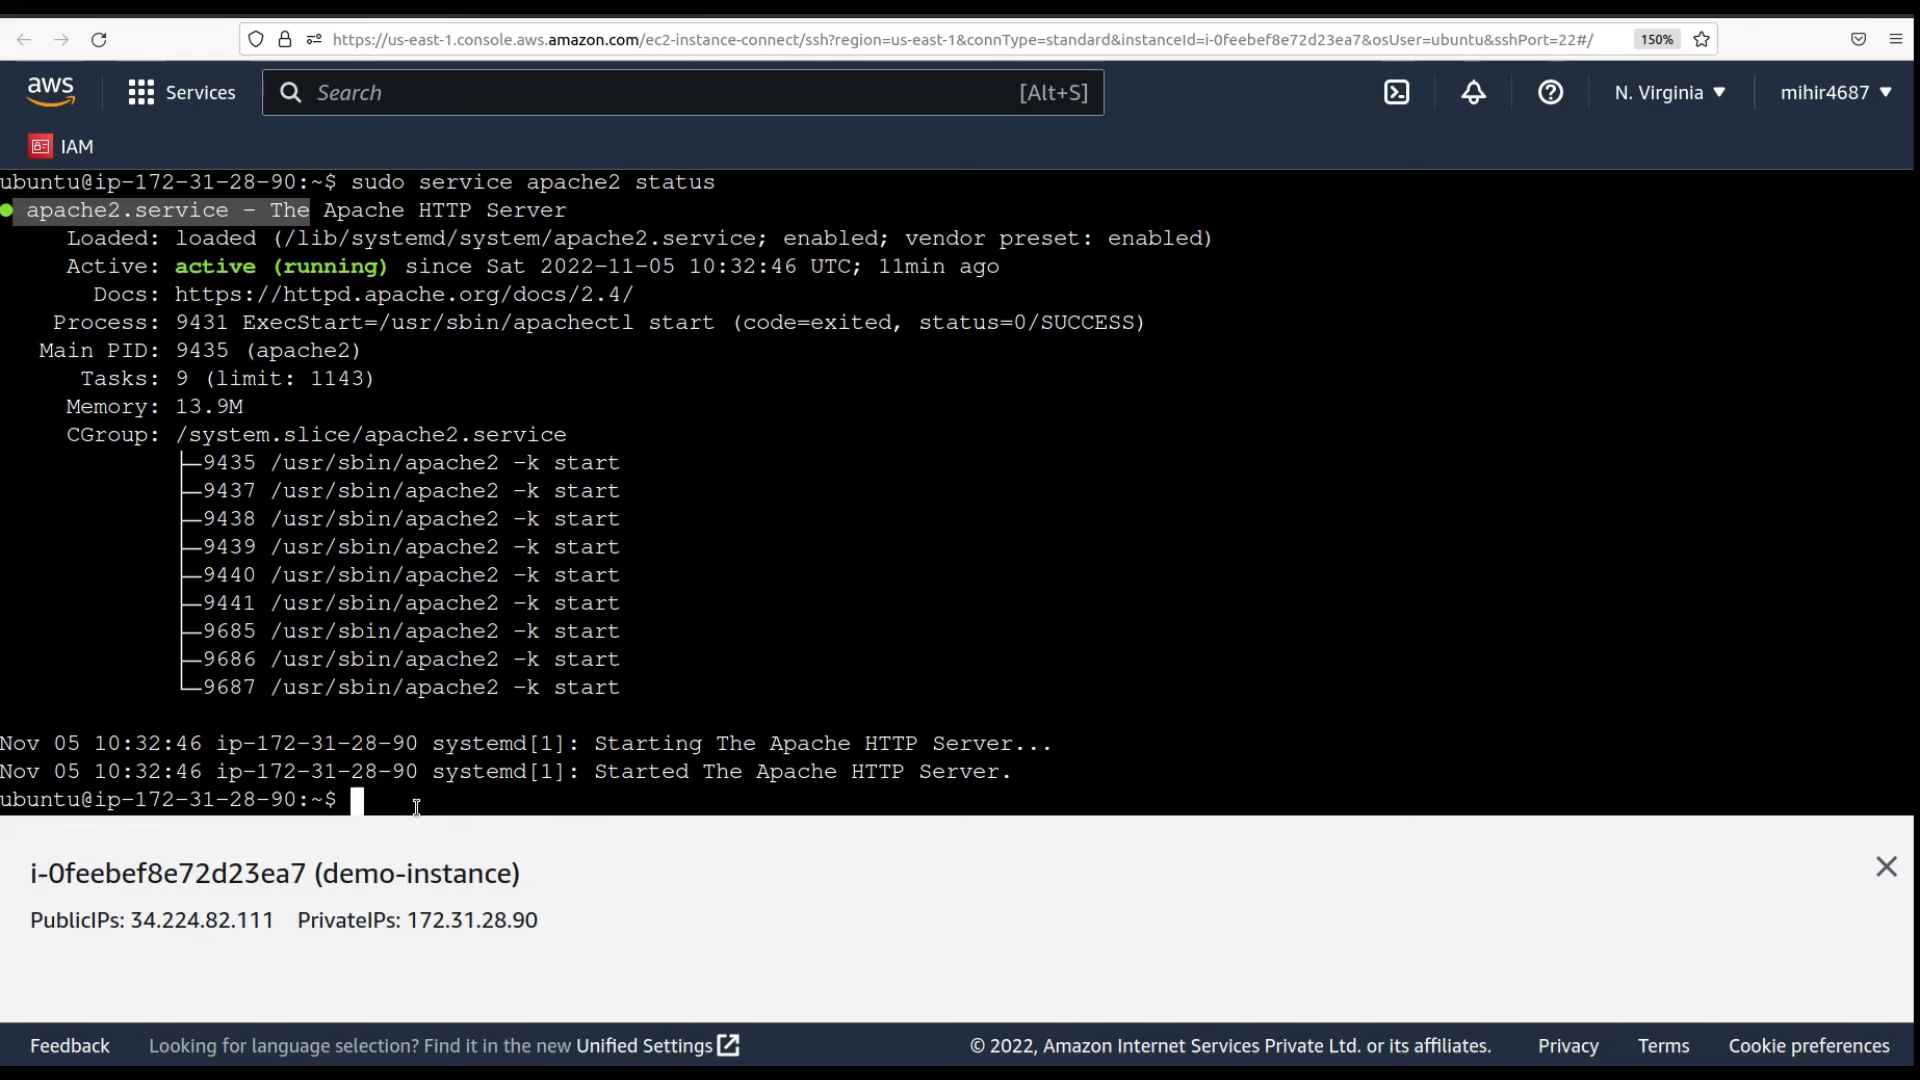 https://us-east-1.console.aws.amazon.com/ec2-instance-connect/ssh?region=us-east-1&connType=standard&instanceId=i-0feebef8e72d23ea7&osUser=ubuntu&sshPort=22#/ 150%
aws Services Search [Alt+S] N. Virginia mihir4687
IAM
ubuntu@ip-172-31-28-90:~$ sudo service apache2 status
● apache2.service - The Apache HTTP Server
Loaded: loaded (/lib/systemd/system/apache2.service; enabled; vendor preset: enabled)
Active: active (running) since Sat 2022-11-05 10:32:46 UTC; 11min ago
Docs: https://httpd.apache.org/docs/2.4/
Process: 9431 ExecStart=/usr/sbin/apachectl start (code=exited, status=0/SUCCESS)
Main PID: 9435 (apache2)
Tasks: 9 (limit: 1143)
Memory: 13.9M
CGroup: /system.slice/apache2.service
├─9435 /usr/sbin/apache2 -k start
├─9437 /usr/sbin/apache2 -k start
├─9438 /usr/sbin/apache2 -k start
├─9439 /usr/sbin/apache2 -k start
├─9440 /usr/sbin/apache2 -k start
├─9441 /usr/sbin/apache2 -k start
├─9685 /usr/sbin/apache2 -k start
├─9686 /usr/sbin/apache2 -k start
└─9687 /usr/sbin/apache2 -k start
Nov 05 10:32:46 ip-172-31-28-90 systemd[1]: Starting The Apache HTTP Server...
Nov 05 10:32:46 ip-172-31-28-90 systemd[1]: Started The Apache HTTP Server.
ubuntu@ip-172-31-28-90:~$
i-0feebef8e72d23ea7 (demo-instance)
PublicIPs: 34.224.82.111 PrivateIPs: 172.31.28.90
Feedback Looking for language selection? Find it in the new Unified Settings © 2022, Amazon Internet Services Private Ltd. or its affiliates. Privacy Terms Cookie preferences